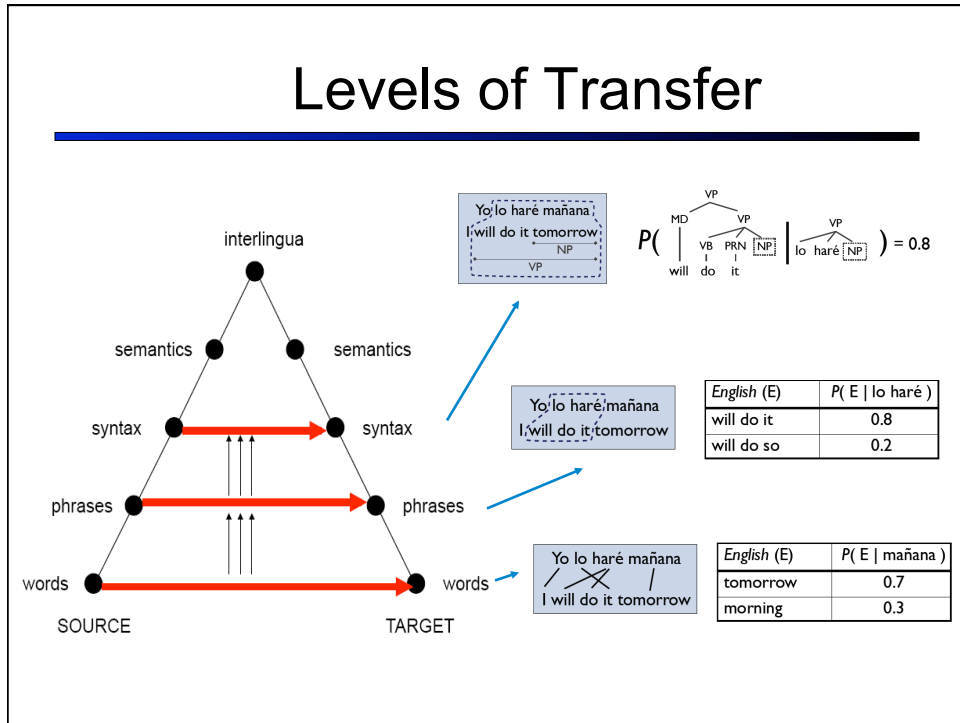 Levels of Transfer
interlingua
semantics semantics
syntax syntax
phrases phrases
words words
SOURCE TARGET
Yo lo haré mañana
I will do it tomorrow
NP
VP
P( VP | VP ) = 0.8
MD VP
VB PRN NP lo haré NP
will do it
Yo lo haré mañana
I will do it tomorrow
English (E) P( E | lo haré )
will do it 0.8
will do so 0.2
Yo lo haré mañana
I will do it tomorrow
English (E) P( E | mañana )
tomorrow 0.7
morning 0.3